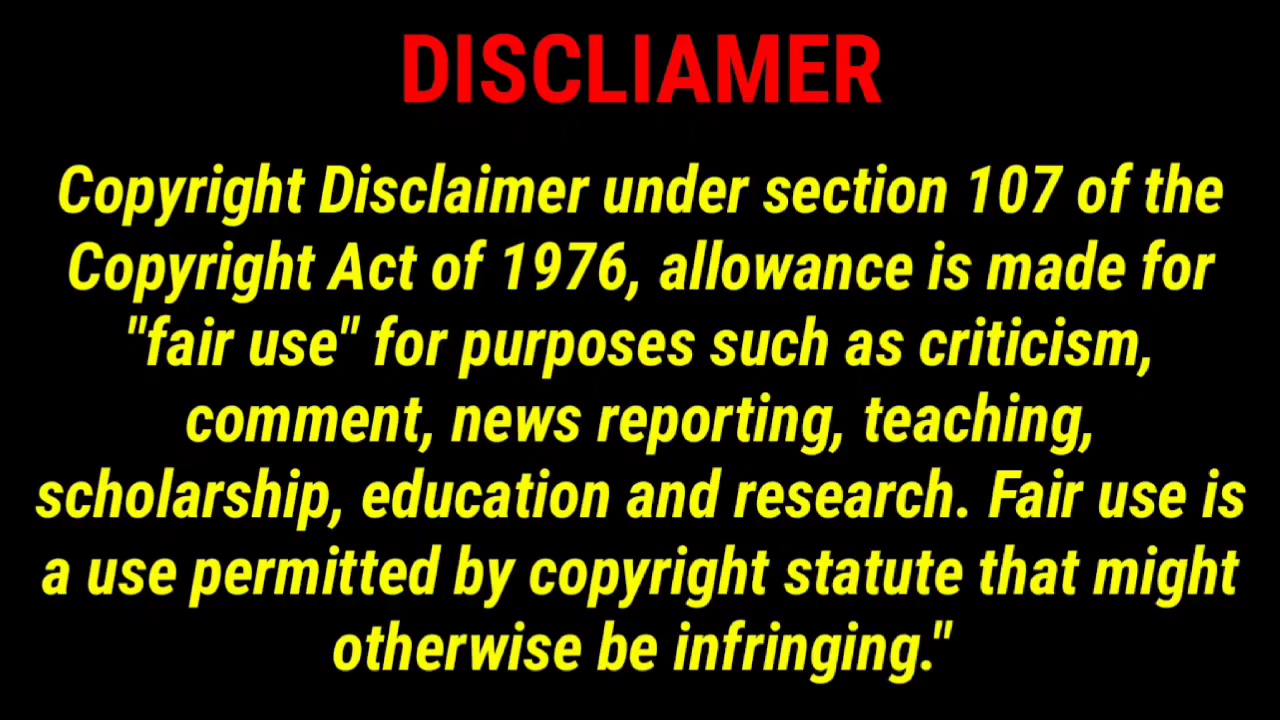 DISCLIAMER
Copyright Disclaimer under section 107 of the
Copyright Act of 1976, allowance is made for
"fair use" for purposes such as criticism,
comment, news reporting, teaching,
scholarship, education and research. Fair use is
a use permitted by copyright statute that might
otherwise be infringing."